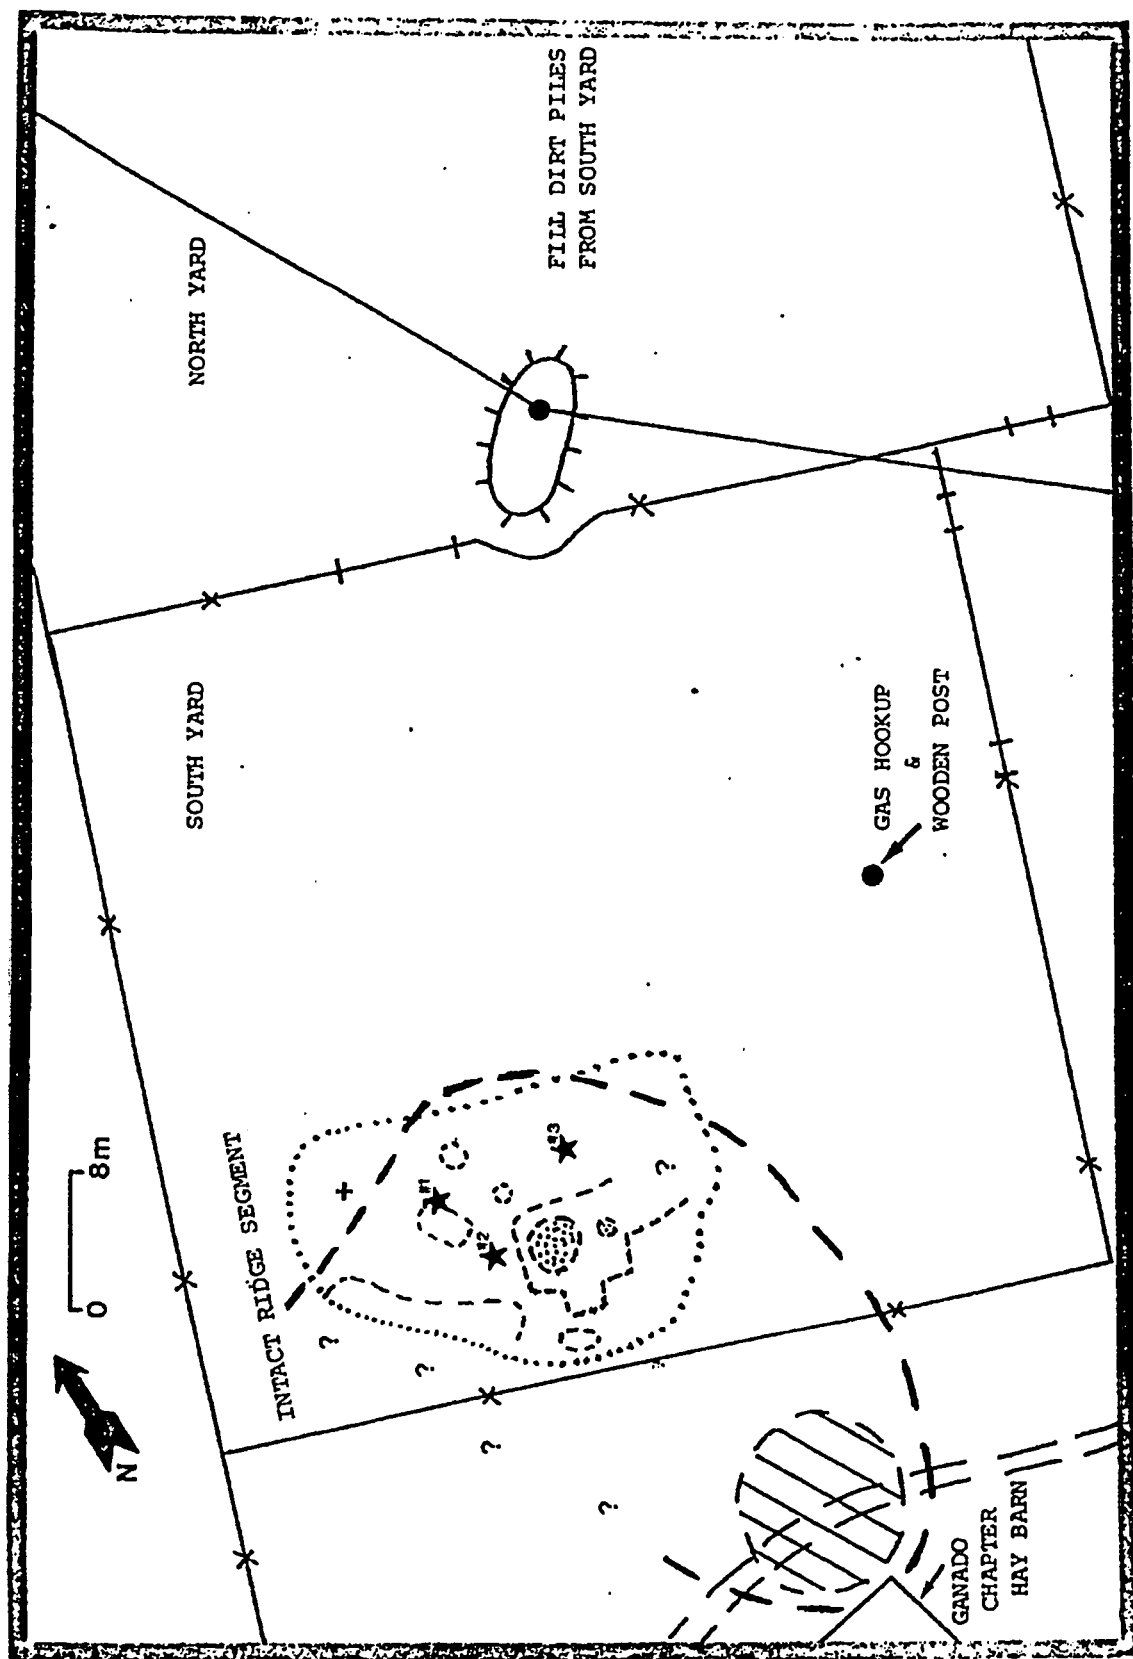 NORTH YARD
FILL DIRT PILES
FROM SOUTH YARD
SOUTH YARD
GAS HOOKUP
&
WOODEN POST
INTACT RIDGE SEGMENT
0 8m
N
+
#1
#2
#3
?
?
?
?
?
GANADO
CHAPTER
HAY BARN